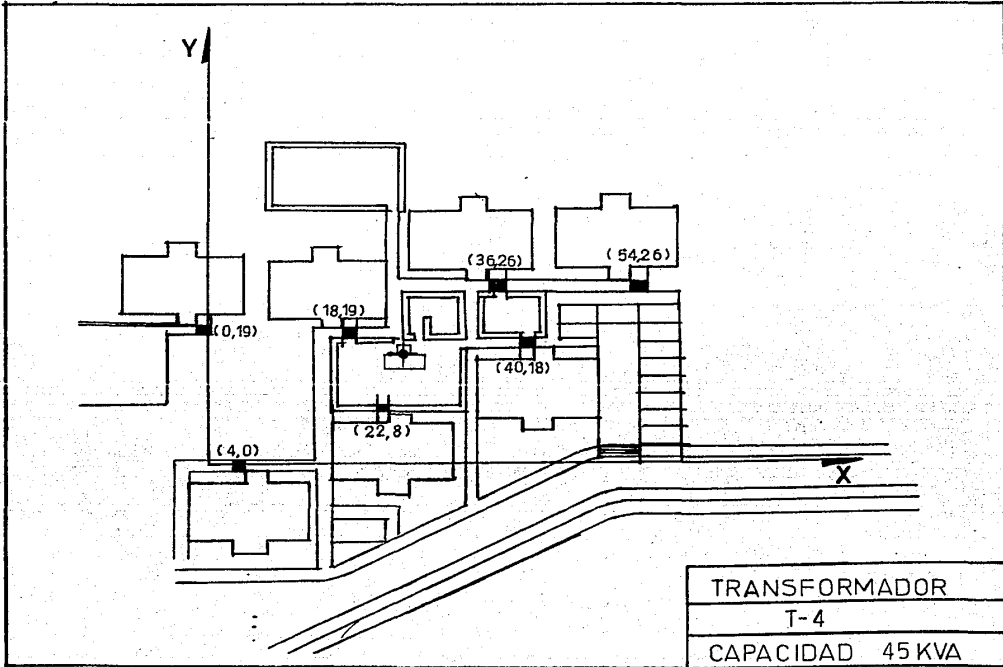 Y
(36,26)
(54,26)
(0,19)
(18,19)
(40,18)
(22,8)
(4,0)
X
TRANSFORMADOR
T-4
CAPACIDAD 45 KVA